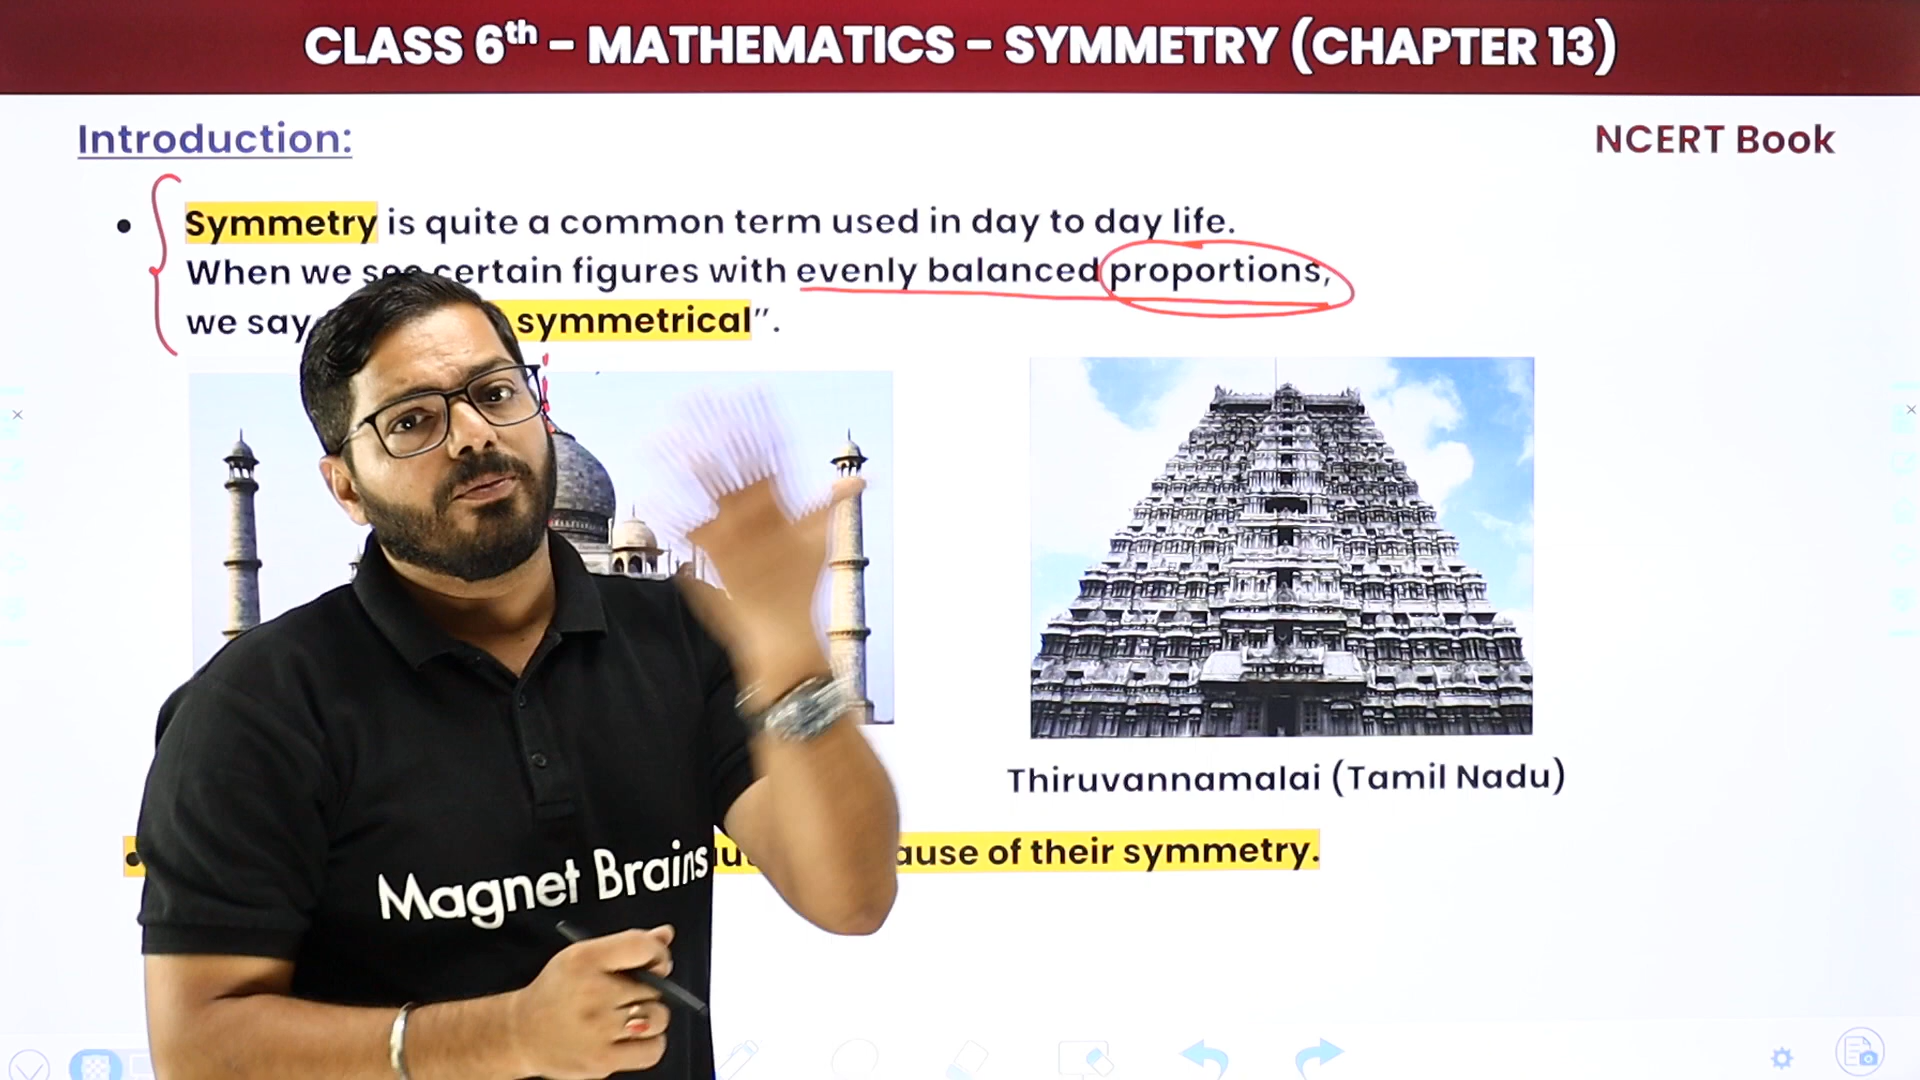 CLASS 6th – MATHEMATICS – SYMMETRY (CHAPTER 13)
Introduction:
NCERT Book
• Symmetry is quite a common term used in day to day life.
When we see certain figures with evenly balanced proportions,
we say symmetrical”.
Thiruvannamalai (Tamil Nadu)
of their symmetry.
Magnet Brains